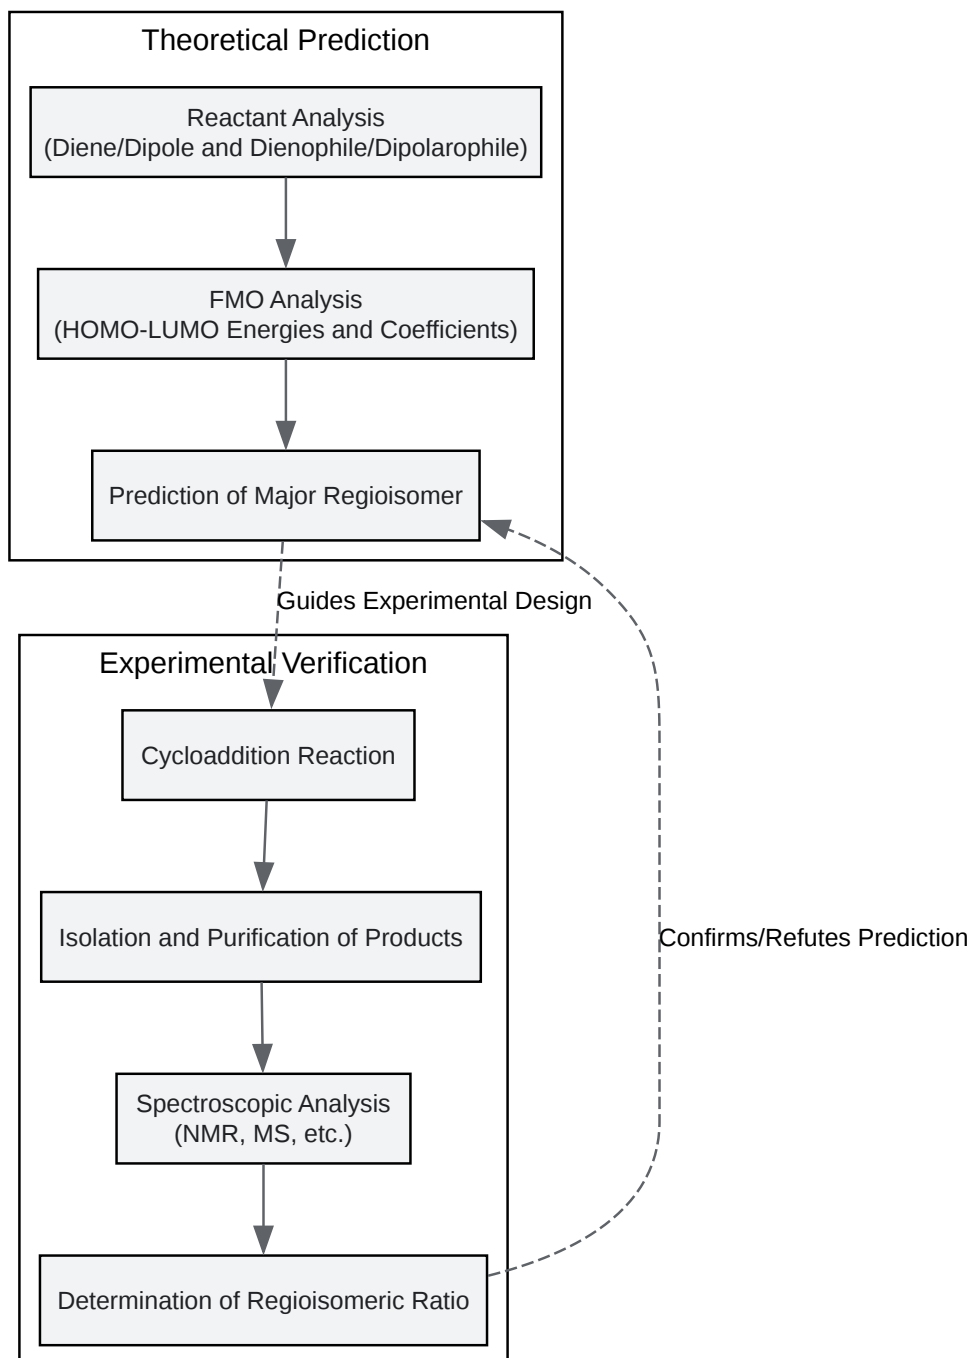 Theoretical Prediction
Reactant Analysis
(Diene/Dipole and Dienophile/Dipolarophile)
FMO Analysis
(HOMO-LUMO Energies and Coefficients)
Prediction of Major Regioisomer
Guides Experimental Design
Experimental Verification
Cycloaddition Reaction
Isolation and Purification of Products
Confirms/Refutes Prediction
Spectroscopic Analysis
(NMR, MS, etc.)
Determination of Regioisomeric Ratio